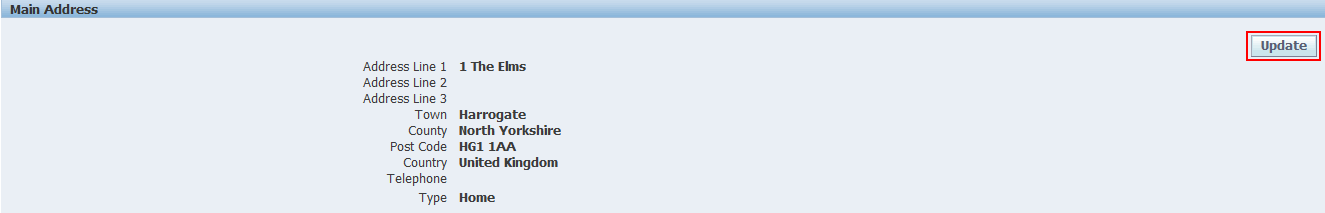 Main Address
Update
Address Line 1 1 The Elms
Address Line 2
Address Line 3
Town Harrogate
County North Yorkshire
Post Code HG1 1AA
Country United Kingdom
Telephone
Type Home